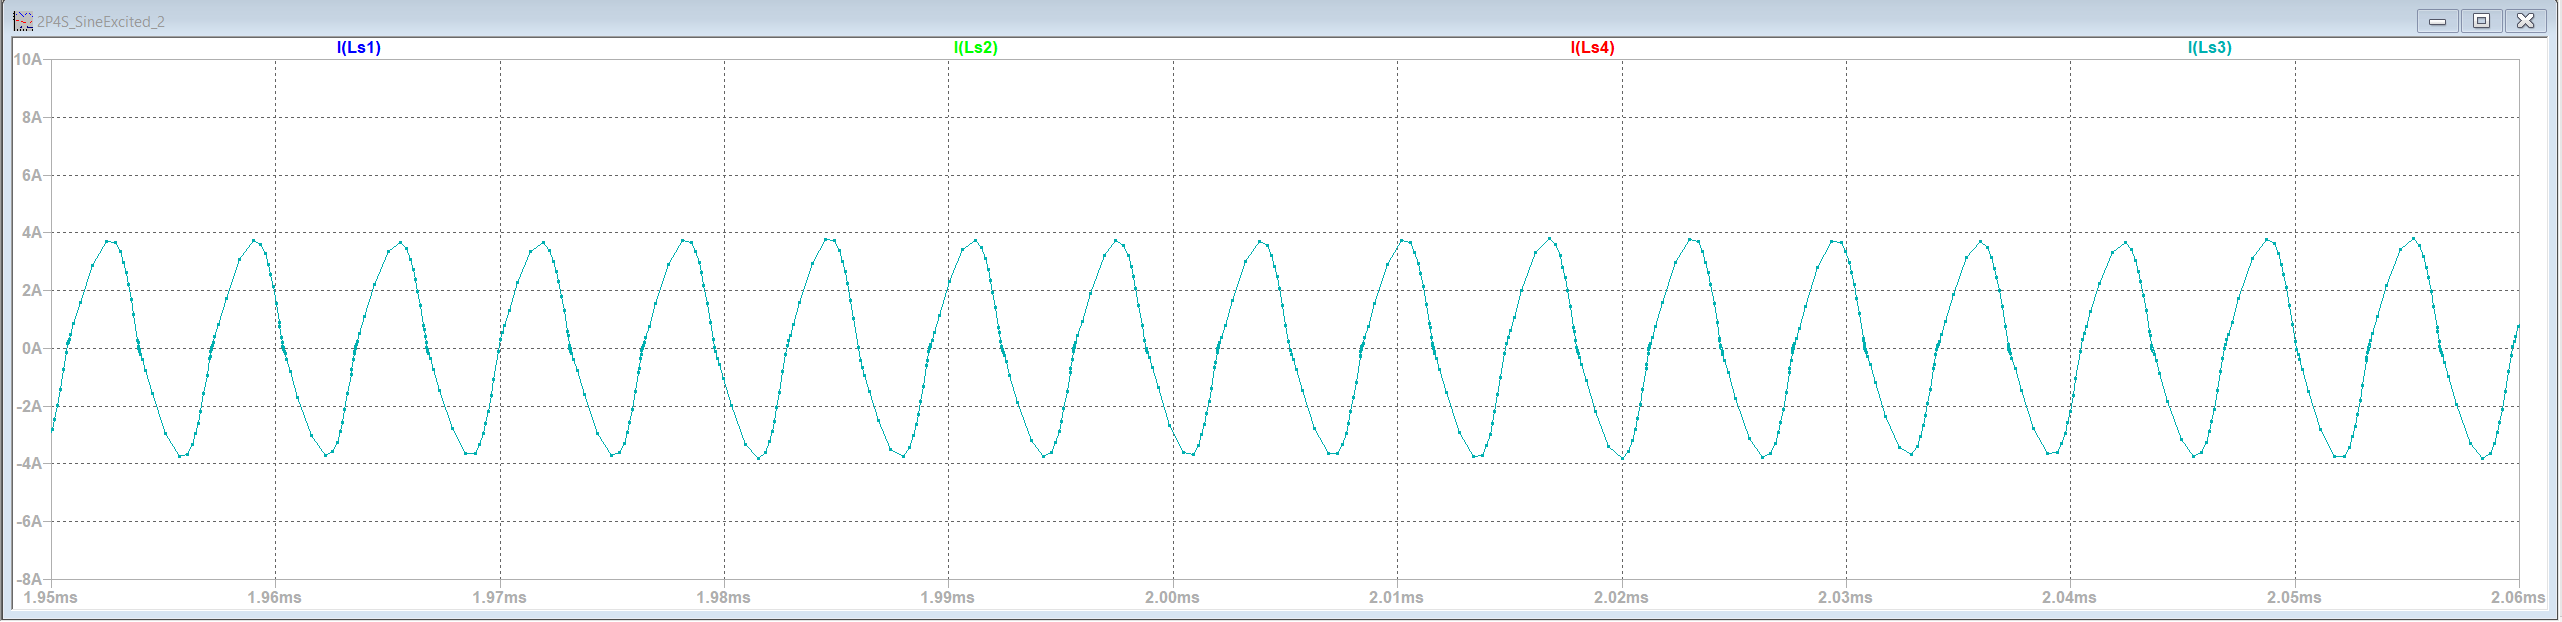 2P4S_SineExcited_2
I(Ls1) I(Ls2) I(Ls4) I(Ls3)
10A
8A
6A
4A
2A
0A
-2A
-4A
-6A
-8A
1.95ms 1.96ms 1.97ms 1.98ms 1.99ms 2.00ms 2.01ms 2.02ms 2.03ms 2.04ms 2.05ms 2.06ms